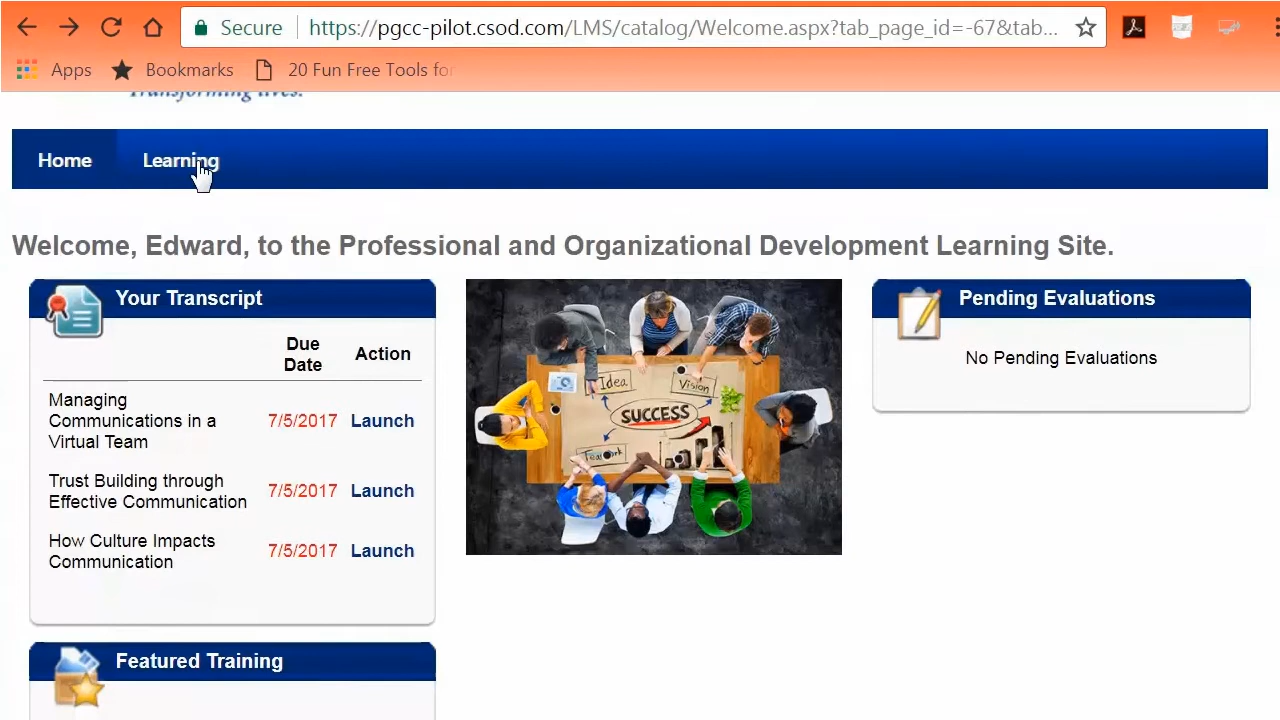 Secure https://pgcc-pilot.csod.com/LMS/catalog/Welcome.aspx?tab_page_id=-67&tab...
Apps Bookmarks 20 Fun Free Tools for
Transforming lives.
Home Learning
Welcome, Edward, to the Professional and Organizational Development Learning Site.
Your Transcript
Due
Date
Action
Managing
Communications in a
Virtual Team
7/5/2017 Launch
Trust Building through
Effective Communication
7/5/2017 Launch
How Culture Impacts
Communication
7/5/2017 Launch
Idea
Vision
SUCCESS
Teamwork
Pending Evaluations
No Pending Evaluations
Featured Training